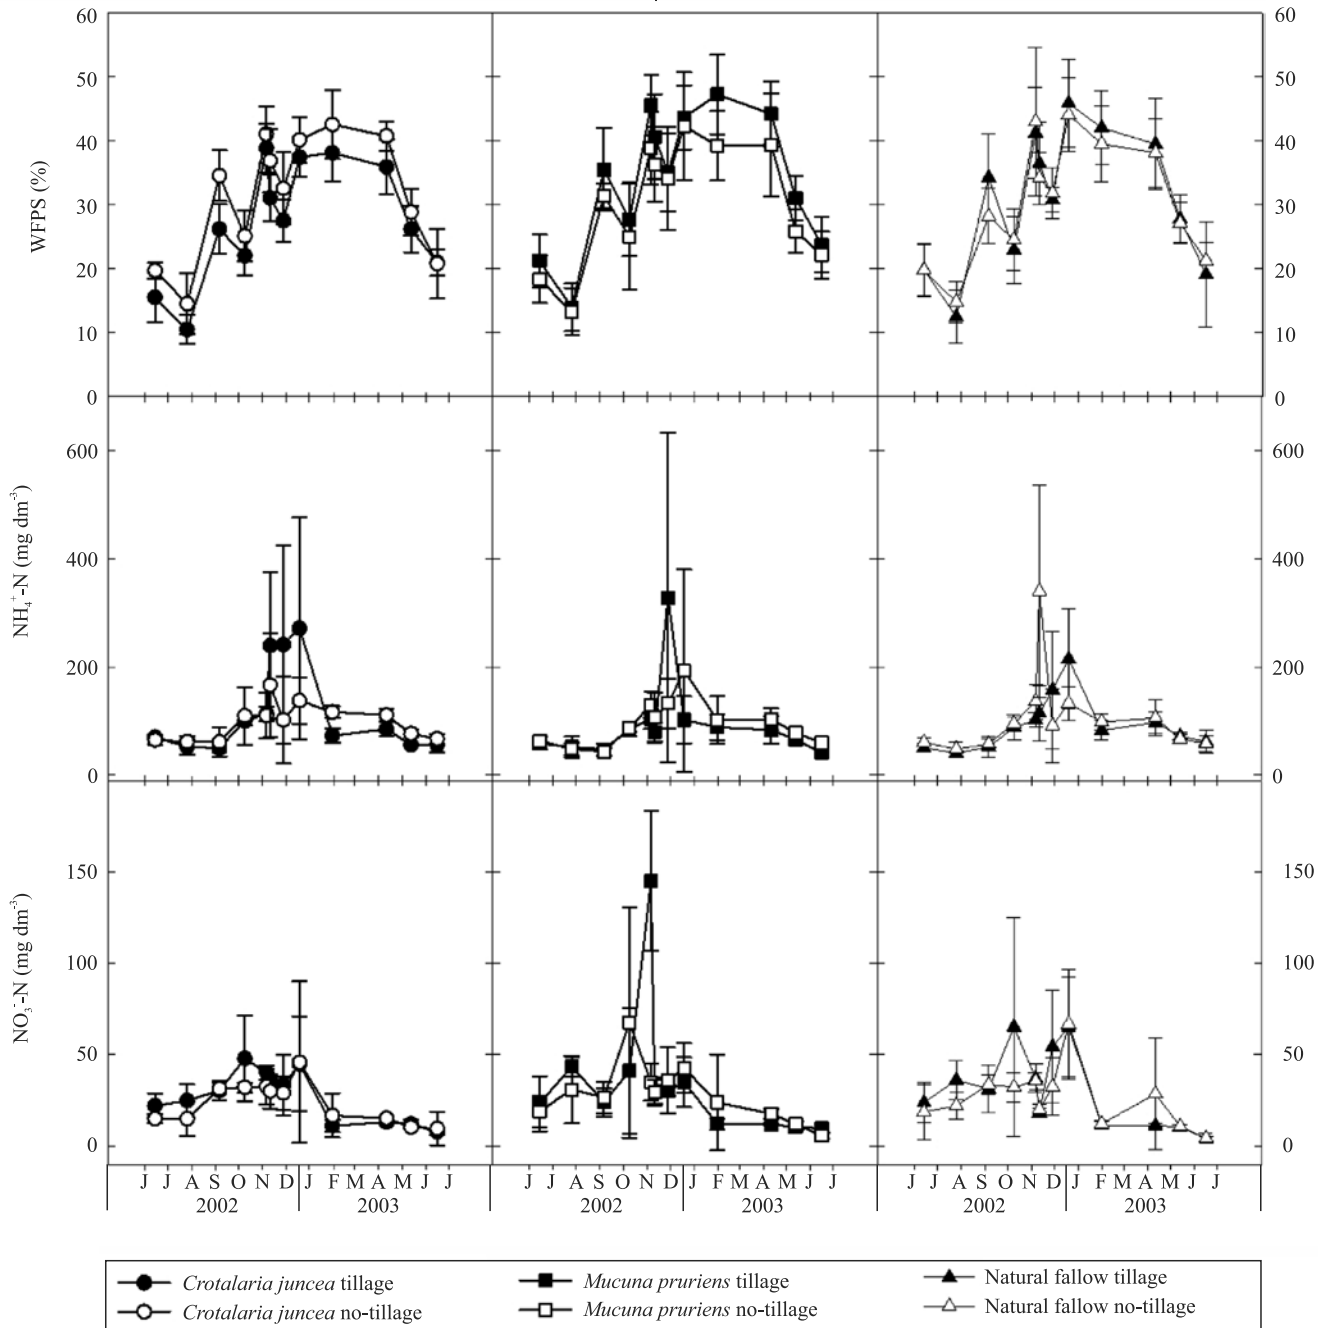 60
50
40
30
20
10
0
WFPS (%)
60
50
40
30
20
10
0
600
400
200
0
NH₄⁺-N (mg dm⁻³)
600
400
200
0
150
100
50
0
NO₃⁻-N (mg dm⁻³)
150
100
50
0
J J A S O N D J F M A M J J
2002 2003
J J A S O N D J F M A M J J
2002 2003
J J A S O N D J F M A M J J
2002 2003
Crotalaria juncea tillage
Crotalaria juncea no-tillage
Mucuna pruriens tillage
Mucuna pruriens no-tillage
Natural fallow tillage
Natural fallow no-tillage